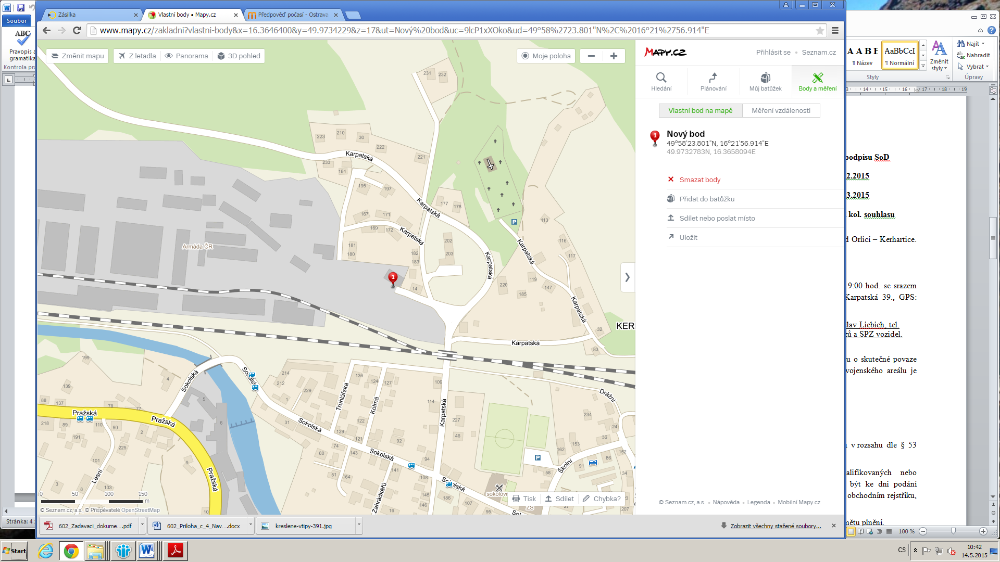 Soubor
ABC
Pravopis a
gramatika
Kontrola pra
Zásilka
Vlastní body • Mapy.cz
Předpověď počasí - Ostrava
www.mapy.cz/zakladni?vlastni-body&x=16.3646400&y=49.9734229&z=17&ut=Nový%20bod&uc=9lcP1xXOko&ud=49°58%2723.801"N%2C%2016°21%2756.914"E
Změnit mapu
Z letadla
Panorama
3D pohled
Moje poloha
MAPY.CZ
Přihlásit se
Seznam.cz
Hledání
Plánování
Můj batůžek
Body a měření
Vlastní bod na mapě
Měření vzdálenosti
1
Nový bod
49°58'23.801"N, 16°21'56.914"E
49.9732783N, 16.3658094E
Smazat body
Přidat do batůžku
Sdílet nebo poslat místo
Uložit
231
232
223
210
30
222
221
Karpatská
233
184
195
197
Karpatská
177
178
167
171
169
172
Karpatská
113
P
181
180
182
183
202
203
Karpatská
Karpatská
116
117
Armáda ČR
1
14
220
119
147
185
Karpatská
KER
32
83
Karpatská
199
4
139
88
137
78
77
Sokolská
Sokolská
214
212
136
124
127
109
114
Truhlářská
Kolmá
Karpatská
Drážní
Pražská
Pražská
5
6
1
31
Sokolská
122
129
227
46
234
36
24
218
89
191
110
90
2
225
101
9
8
3
103
Lesní
Pražská
74
80
143
92
Sokolská
94
108
141
51
164
145
146
16
Sokolská
186
95
107
97
162
153
152
86
91
58
34
Školní
P
sokolovn
ZŠ
207
Zahrádkářů
0
50
100
150
m
© Seznam.cz, a.s., © Přispěvatelé OpenStreetMap
Tisk
Sdílet
Chybka?
© Seznam.cz, a.s.
Nápověda
Legenda
Mobilní Mapy.cz
602_Zadavaci_dokume....pdf
602_Priloha_c_4_Nav....docx
kreslene-vtipy-391.jpg
Zobrazit všechny stažené soubory...
A A B E
AaBbCcI
¶ Název
¶ Normální
Změnit
styly
Styly
Najít
Nahradit
Vybrat
Úpravy
13 14 15 16 17 18 19
podpisu SoD
2.2015
3.2015
kol. souhlasu
d Orlicí – Kerhartice.
9:00 hod. se srazem
Karpatská 39., GPS:
lav Liebich, tel.
ů a SPZ vozidel.
u o skutečné povaze
vojenského areálu je
v rozsahu dle § 53
alifikovaných nebo
být ke dni podání
obchodním rejstříku,
mětu plnění.
Stránka: 4
100 %
Start
CS
10:42
14.5.2015